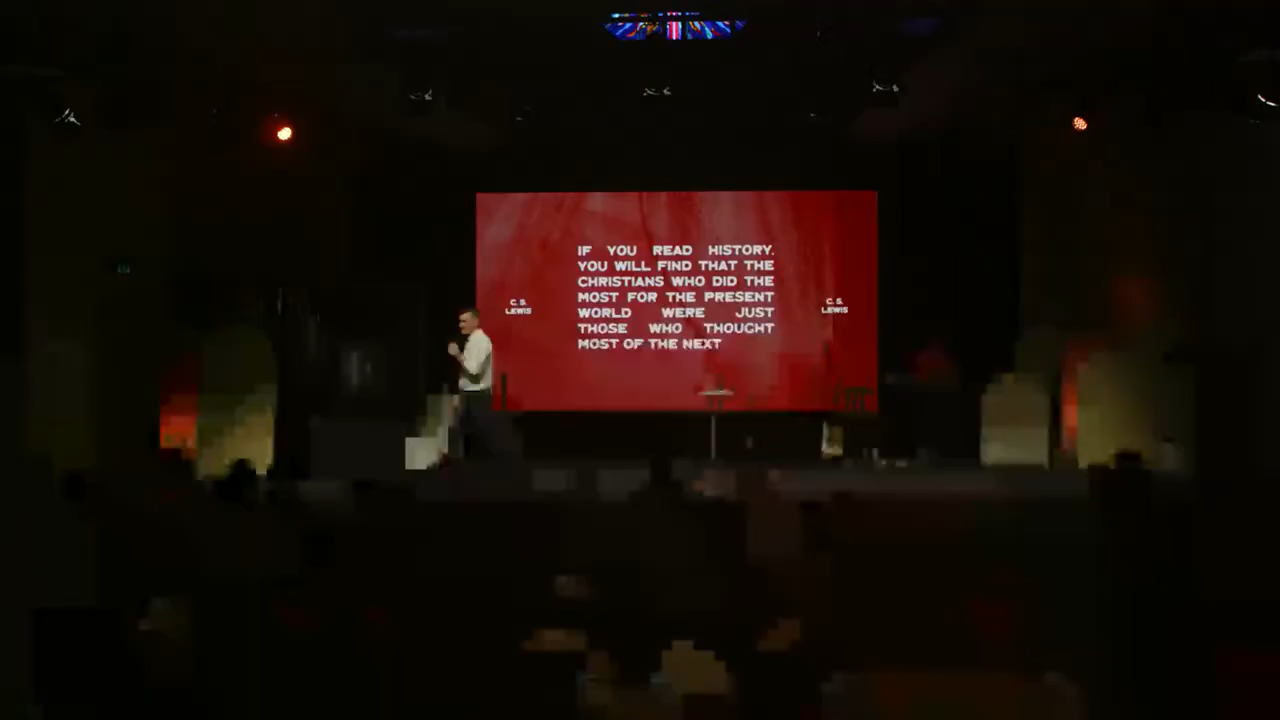 IF YOU READ HISTORY.
YOU WILL FIND THAT THE
CHRISTIANS WHO DID THE
MOST FOR THE PRESENT
WORLD WERE JUST
THOSE WHO THOUGHT
MOST OF THE NEXT
C. S.
LEWIS
C. S.
LEWIS